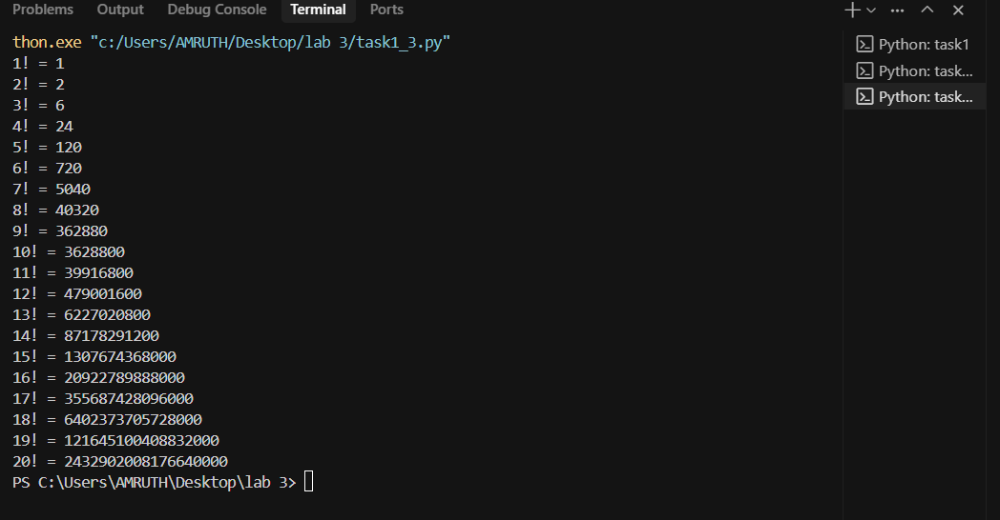 Problems Output Debug Console Terminal Ports
thon.exe "c:/Users/AMRUTH/Desktop/lab 3/task1_3.py"
1! = 1
2! = 2
3! = 6
4! = 24
5! = 120
6! = 720
7! = 5040
8! = 40320
9! = 362880
10! = 3628800
11! = 39916800
12! = 479001600
13! = 6227020800
14! = 87178291200
15! = 1307674368000
16! = 20922789888000
17! = 355687428096000
18! = 6402373705728000
19! = 121645100408832000
20! = 2432902008176640000
PS C:\Users\AMRUTH\Desktop\lab 3>
Python: task1
Python: task...
Python: task...